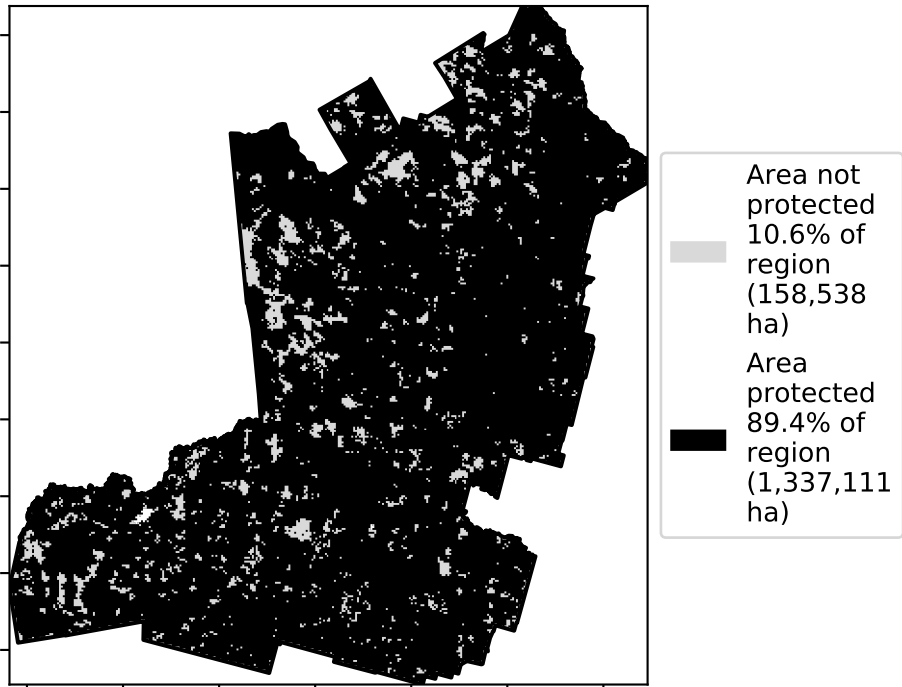 Area not
protected
10.6% of
region
(158,538
ha)
Area
protected
89.4% of
region
(1,337,111
ha)